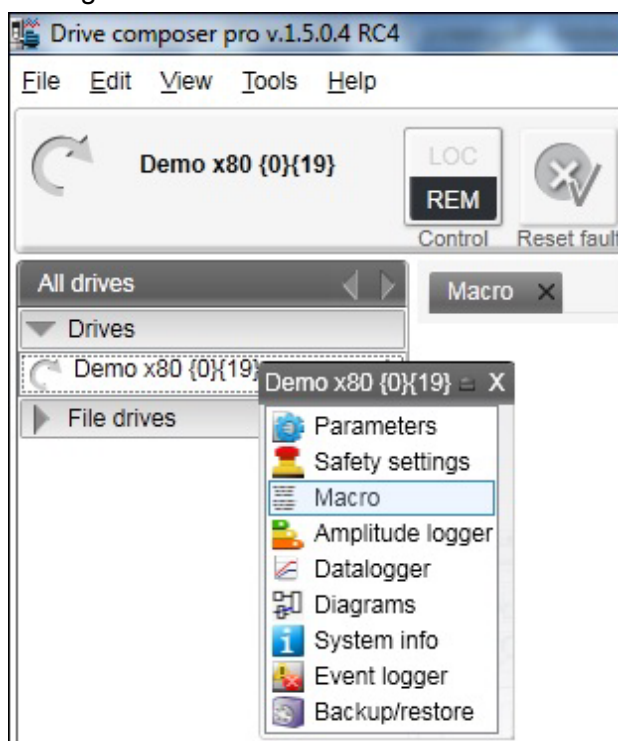 Drive composer pro v.1.5.0.4 RC4
File Edit View Tools Help
Demo x80 {0}{19}
LOC
REM
Control Reset fault
All drives
Macro X
Drives
Demo x80 {0}{19}
Demo x80 {0}{19} X
File drives
Parameters
Safety settings
Macro
Amplitude logger
Datalogger
Diagrams
System info
Event logger
Backup/restore